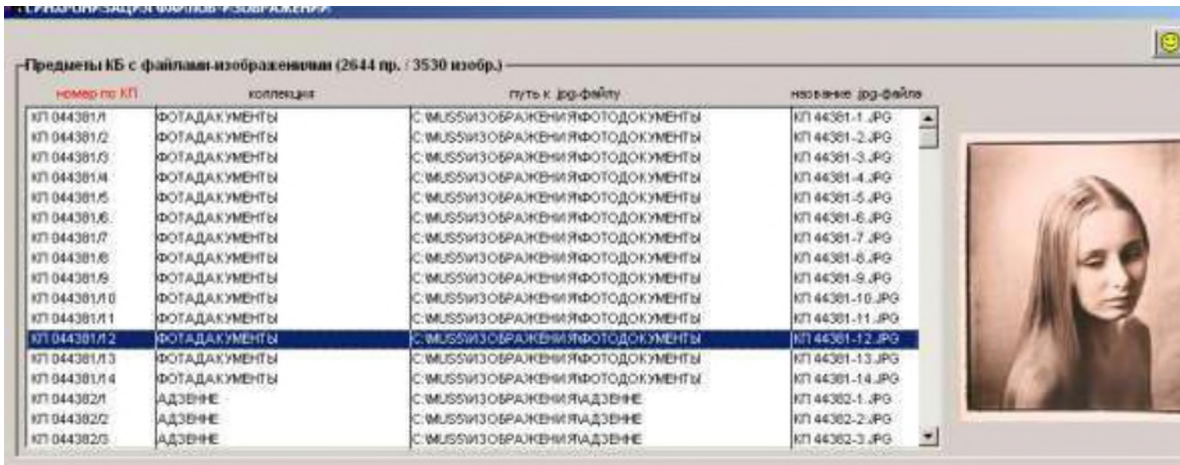 СИНХРОНИЗАЦИЯ ФАЙЛОВ-ИЗОБРАЖЕНИЙ
Предметы КБ с файлами-изображениями (2644 пр. / 3530 изобр.)
номер по КП коллекция путь к jpg-файлу название jpg-файла
КП 044381/1 ФОТАДАКУМЕНТЫ C:\MUS5\ИЗОБРАЖЕНИЯ\ФОТОДОКУМЕНТЫ КП 44381-1.JPG
КП 044381/2 ФОТАДАКУМЕНТЫ C:\MUS5\ИЗОБРАЖЕНИЯ\ФОТОДОКУМЕНТЫ КП 44381-2.JPG
КП 044381/3 ФОТАДАКУМЕНТЫ C:\MUS5\ИЗОБРАЖЕНИЯ\ФОТОДОКУМЕНТЫ КП 44381-3.JPG
КП 044381/4 ФОТАДАКУМЕНТЫ C:\MUS5\ИЗОБРАЖЕНИЯ\ФОТОДОКУМЕНТЫ КП 44381-4.JPG
КП 044381/5 ФОТАДАКУМЕНТЫ C:\MUS5\ИЗОБРАЖЕНИЯ\ФОТОДОКУМЕНТЫ КП 44381-5.JPG
КП 044381/6 ФОТАДАКУМЕНТЫ C:\MUS5\ИЗОБРАЖЕНИЯ\ФОТОДОКУМЕНТЫ КП 44381-6.JPG
КП 044381/7 ФОТАДАКУМЕНТЫ C:\MUS5\ИЗОБРАЖЕНИЯ\ФОТОДОКУМЕНТЫ КП 44381-7.JPG
КП 044381/8 ФОТАДАКУМЕНТЫ C:\MUS5\ИЗОБРАЖЕНИЯ\ФОТОДОКУМЕНТЫ КП 44381-8.JPG
КП 044381/9 ФОТАДАКУМЕНТЫ C:\MUS5\ИЗОБРАЖЕНИЯ\ФОТОДОКУМЕНТЫ КП 44381-9.JPG
КП 044381/10 ФОТАДАКУМЕНТЫ C:\MUS5\ИЗОБРАЖЕНИЯ\ФОТОДОКУМЕНТЫ КП 44381-10.JPG
КП 044381/11 ФОТАДАКУМЕНТЫ C:\MUS5\ИЗОБРАЖЕНИЯ\ФОТОДОКУМЕНТЫ КП 44381-11.JPG
КП 044381/12 ФОТАДАКУМЕНТЫ C:\MUS5\ИЗОБРАЖЕНИЯ\ФОТОДОКУМЕНТЫ КП 44381-12.JPG
КП 044381/13 ФОТАДАКУМЕНТЫ C:\MUS5\ИЗОБРАЖЕНИЯ\ФОТОДОКУМЕНТЫ КП 44381-13.JPG
КП 044381/14 ФОТАДАКУМЕНТЫ C:\MUS5\ИЗОБРАЖЕНИЯ\ФОТОДОКУМЕНТЫ КП 44381-14.JPG
КП 044382/1 АДЗЕННЕ C:\MUS5\ИЗОБРАЖЕНИЯ\АДЗЕННЕ КП 44382-1.JPG
КП 044382/2 АДЗЕННЕ C:\MUS5\ИЗОБРАЖЕНИЯ\АДЗЕННЕ КП 44382-2.JPG
КП 044382/3 АДЗЕННЕ C:\MUS5\ИЗОБРАЖЕНИЯ\АДЗЕННЕ КП 44382-3.JPG